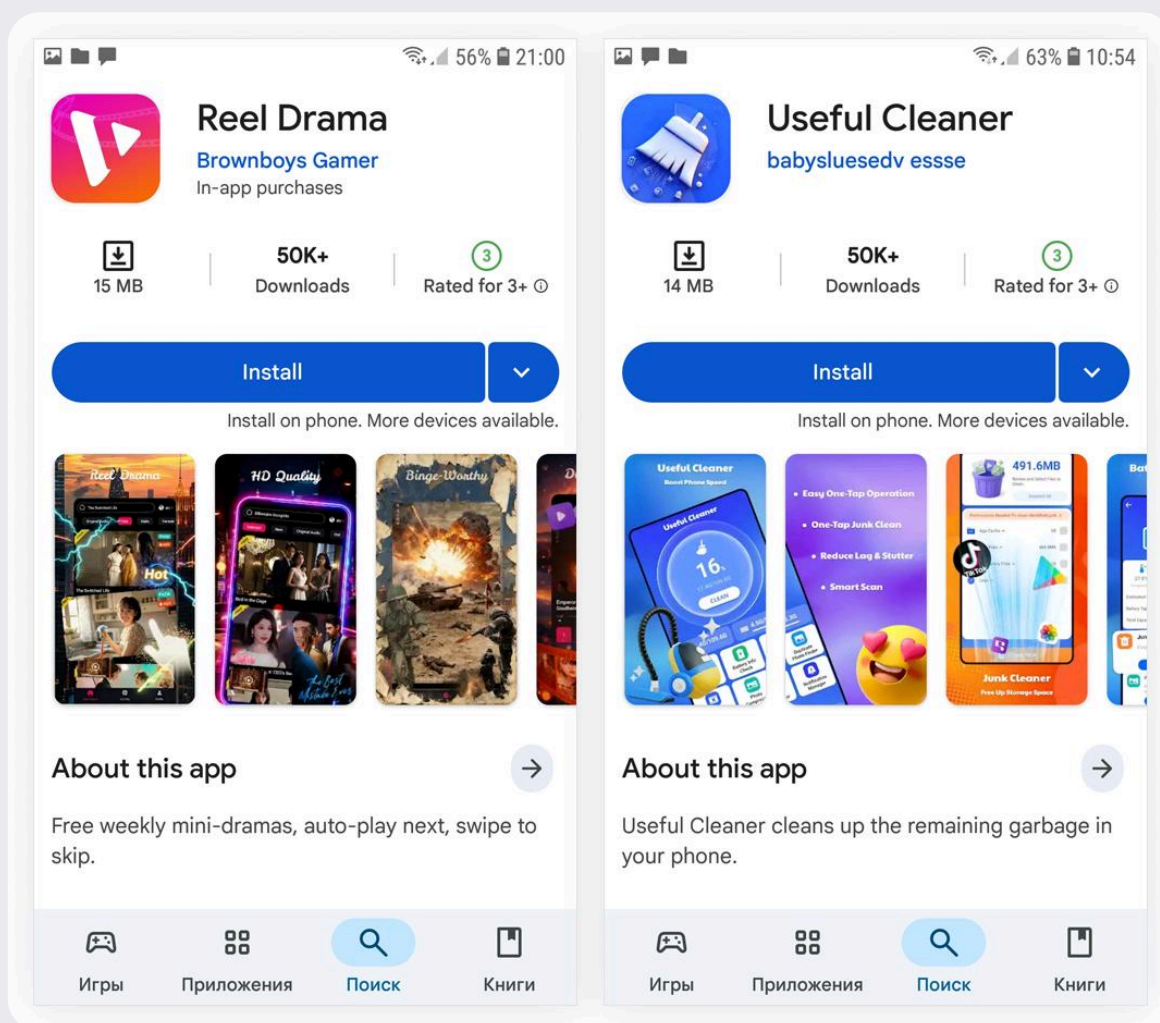 56% 21:00
Reel Drama
Brownboys Gamer
In-app purchases
15 MB
50K+
Downloads
3
Rated for 3+
Install
Install on phone. More devices available.
Reel Drama
Hot
HD Quality
The Best
Mistake Ever
Binge-Worthy
About this app
Free weekly mini-dramas, auto-play next, swipe to
skip.
Игры
Приложения
Поиск
Книги
63% 10:54
Useful Cleaner
babysluesedv essse
14 MB
50K+
Downloads
3
Rated for 3+
Install
Install on phone. More devices available.
Useful Cleaner
Boost Phone Speed
Useful Cleaner
16
CLEAN
• Easy One-Tap Operation
• One-Tap Junk Clean
• Reduce Lag & Stutter
• Smart Scan
491.6MB
TikTok
Junk Cleaner
Free Up Storage Space
Bat
About this app
Useful Cleaner cleans up the remaining garbage in
your phone.
Игры
Приложения
Поиск
Книги